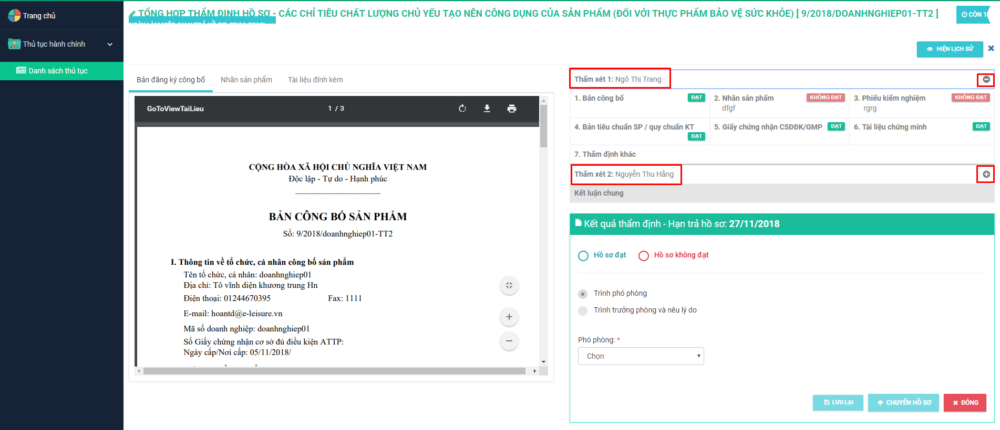 Trang chủ
Thủ tục hành chính
Danh sách thủ tục
TỔNG HỢP THẨM ĐỊNH HỒ SƠ - CÁC CHỈ TIÊU CHẤT LƯỢNG CHỦ YẾU TẠO NÊN CÔNG DỤNG CỦA SẢN PHẨM (ĐỐI VỚI THỰC PHẨM BẢO VỆ SỨC KHỎE) [ 9/2018/DOANHNGHIEP01-TT2 ]
CÒN
HIỆN LỊCH SỬ
Bản đăng ký công bố
Nhãn sản phẩm
Tài liệu đính kèm
GoToViewTaiLieu
1 / 3
CỘNG HÒA XÃ HỘI CHỦ NGHĨA VIỆT NAM
Độc lập - Tự do - Hạnh phúc
BẢN CÔNG BỐ SẢN PHẨM
Số: 9/2018/doanhnghiep01-TT2
I. Thông tin về tổ chức, cá nhân công bố sản phẩm
Tên tổ chức, cá nhân: doanhnghiep01
Địa chỉ: Tô vĩnh diện khương trung Hn
Điện thoại: 01244670395 Fax: 1111
E-mail: hoantd@e-leisure.vn
Mã số doanh nghiệp: doanhnghiep01
Số Giấy chứng nhận cơ sở đủ điều kiện ATTP:
Ngày cấp/Nơi cấp: 05/11/2018/
Thẩm xét 1: Ngô Thị Trang
1. Bản công bố ĐẠT
2. Nhãn sản phẩm KHÔNG ĐẠT
dfgf
3. Phiếu kiểm nghiệm KHÔNG ĐẠT
rgrg
4. Bản tiêu chuẩn SP / quy chuẩn KT
ĐẠT
5. Giấy chứng nhận CSĐĐK/GMP ĐẠT
6. Tài liệu chứng minh ĐẠT
7. Thẩm định khác
Thẩm xét 2: Nguyễn Thu Hằng
Kết luận chung
Kết quả thẩm định - Hạn trả hồ sơ: 27/11/2018
Hồ sơ đạt
Hồ sơ không đạt
Trình phó phòng
Trình trưởng phòng và nêu lý do
Phó phòng: *
Chọn
LƯU LẠI
CHUYỂN HỒ SƠ
ĐÓNG